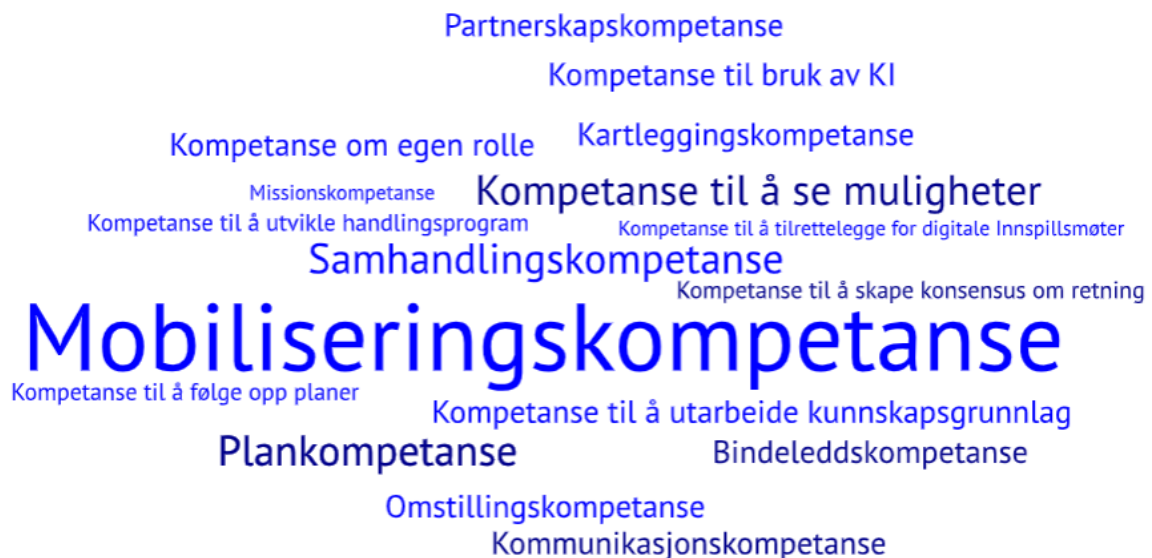 Partnerskapskompetanse
Kompetanse til bruk av KI
Kartleggingskompetanse
Kompetanse om egen rolle
Missionskompetanse
Kompetanse til å se muligheter
Kompetanse til å utvikle handlingsprogram
Kompetanse til å tilrettelegge for digitale Innspillsmøter
Samhandlingskompetanse
Kompetanse til å skape konsensus om retning
Mobiliseringskompetanse
Kompetanse til å følge opp planer
Kompetanse til å utarbeide kunnskapsgrunnlag
Plankompetanse
Bindeleddskompetanse
Omstillingskompetanse
Kommunikasjonskompetanse